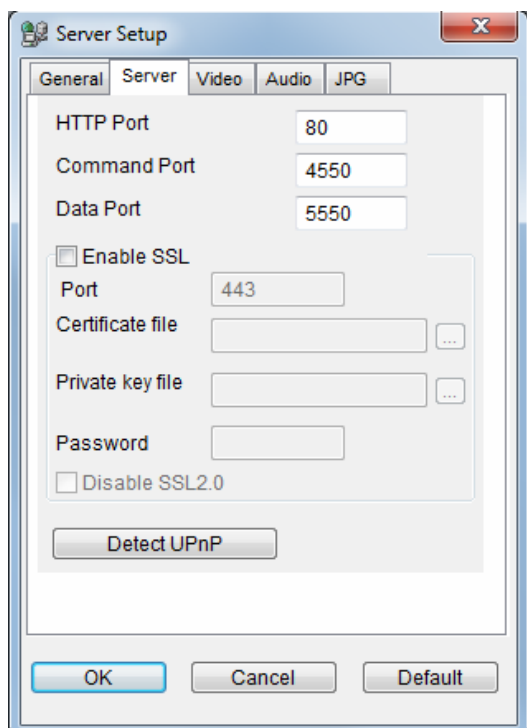 Server Setup
General Server Video Audio JPG
HTTP Port 80
Command Port 4550
Data Port 5550
Enable SSL
Port 443
Certificate file ...
Private key file ...
Password
Disable SSL2.0
Detect UPnP
OK Cancel Default